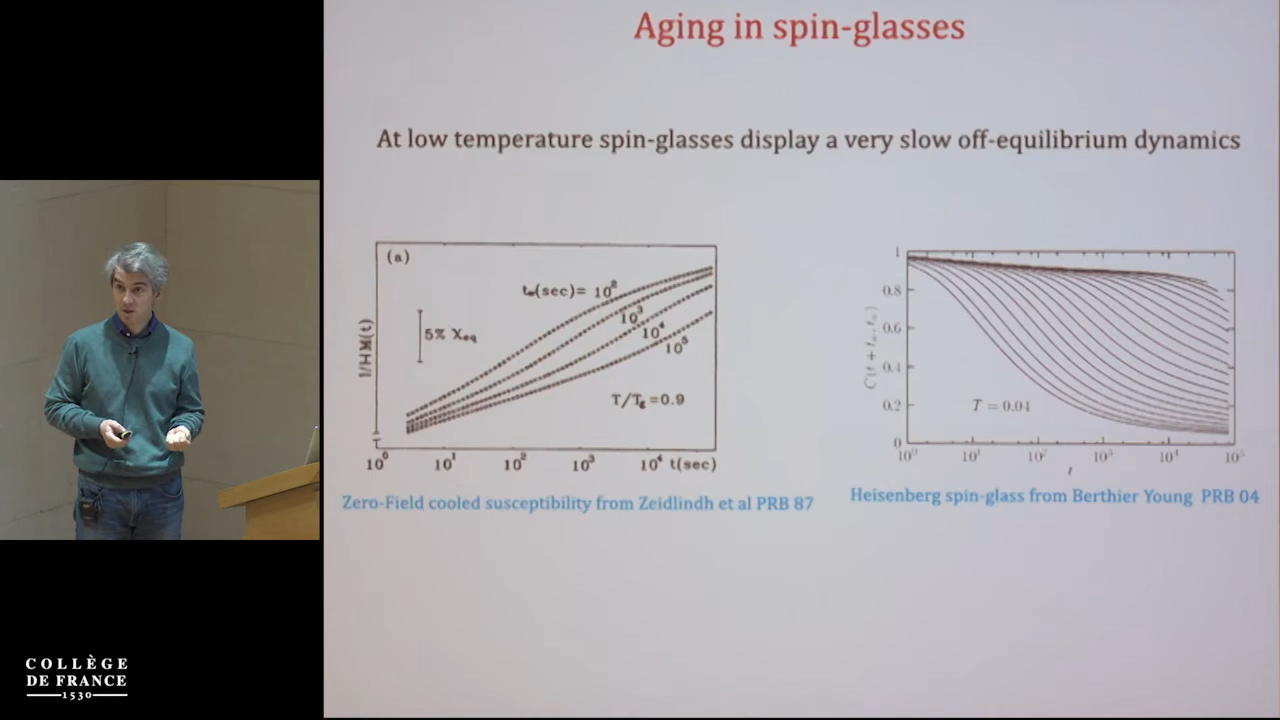 Aging in spin-glasses
At low temperature spin-glasses display a very slow off-equilibrium dynamics
(a)
tw(sec)= 10²
10³
10⁴
10⁵
5% Xeq
1/H M(t)
T/Tg =0.9
10⁰ 10¹ 10² 10³ 10⁴ t(sec)
Zero-Field cooled susceptibility from Zeidlindh et al PRB 87
1
0.8
0.6
0.4
0.2
0
C(t + tw, tw)
T = 0.04
10⁰ 10¹ 10² 10³ 10⁴ 10⁵
t
Heisenberg spin-glass from Berthier Young PRB 04
COLLÈGE
DE FRANCE
1530